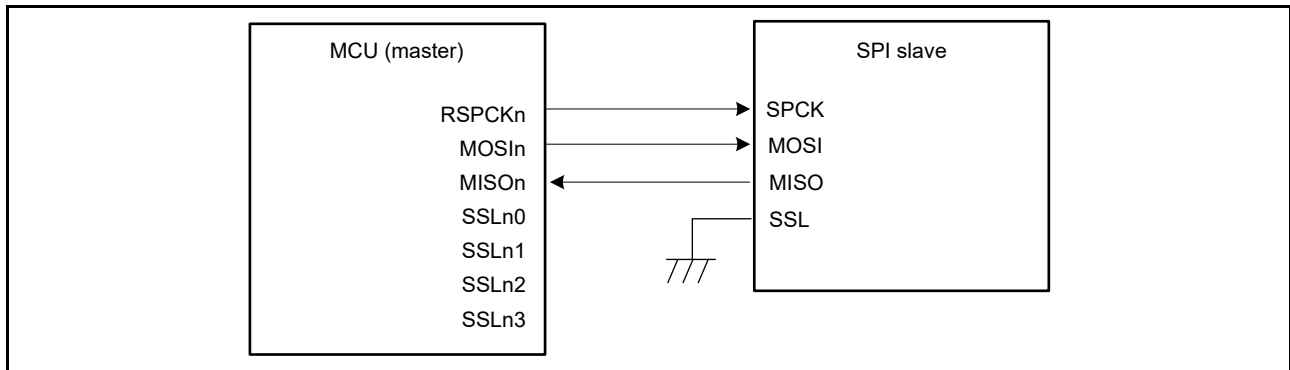 MCU (master)
RSPCKn
MOSIn
MISOn
SSLn0
SSLn1
SSLn2
SSLn3
SPI slave
SPCK
MOSI
MISO
SSL